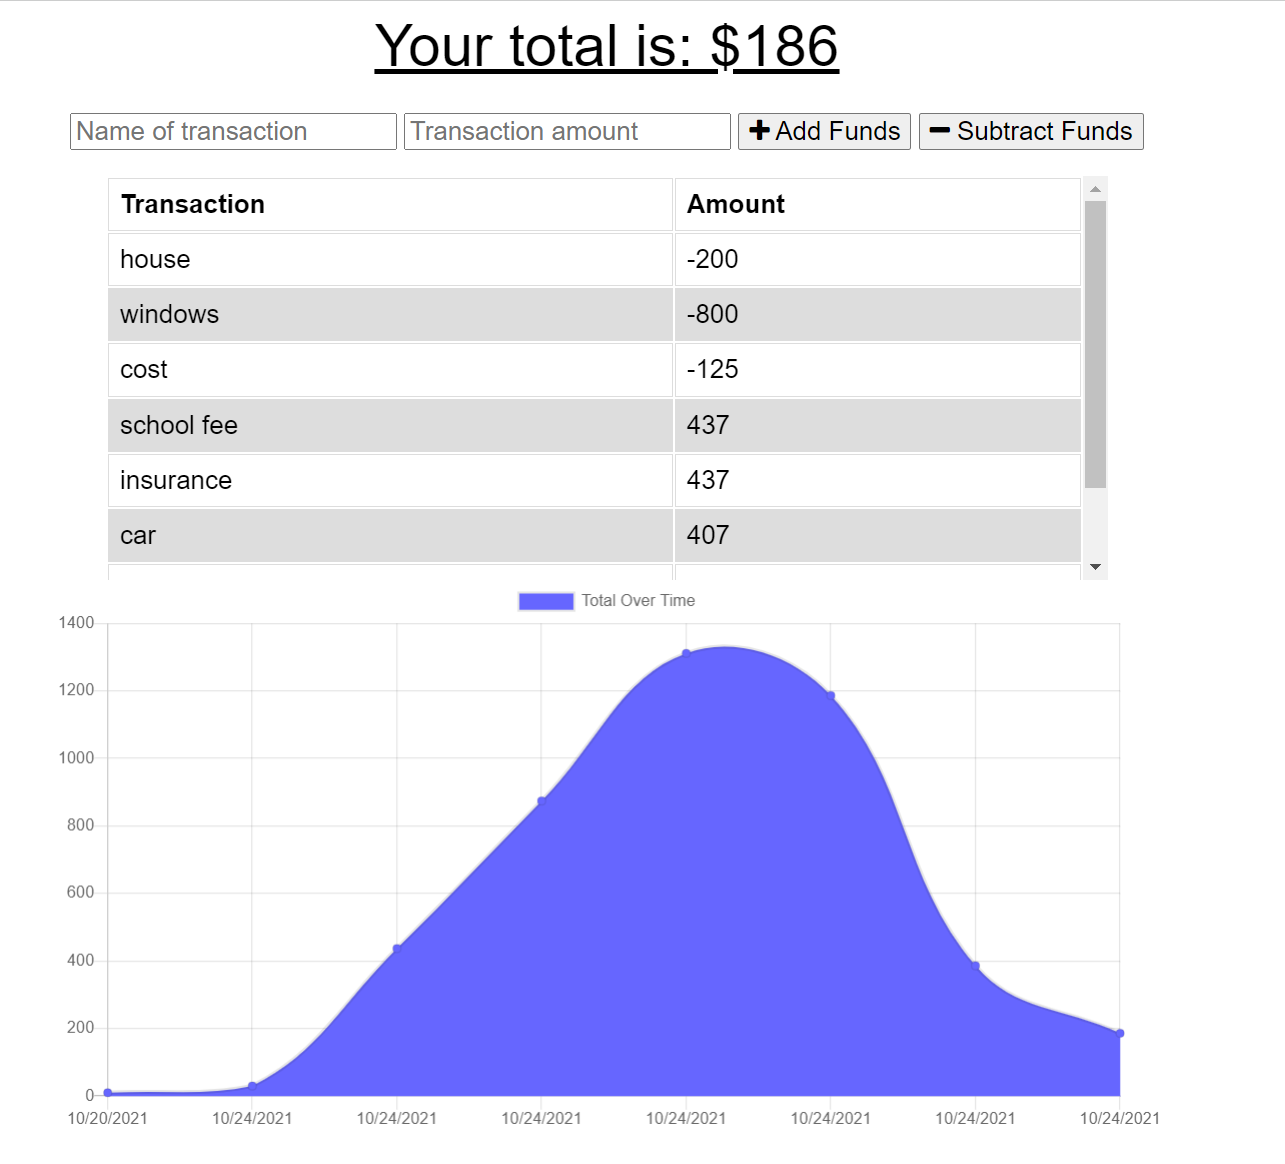 Your total is: $186
Name of transaction Transaction amount Add Funds Subtract Funds
Transaction Amount
house -200
windows -800
cost -125
school fee 437
insurance 437
car 407
Total Over Time
1400
1200
1000
800
600
400
200
0
10/20/2021 10/24/2021 10/24/2021 10/24/2021 10/24/2021 10/24/2021 10/24/2021 10/24/2021